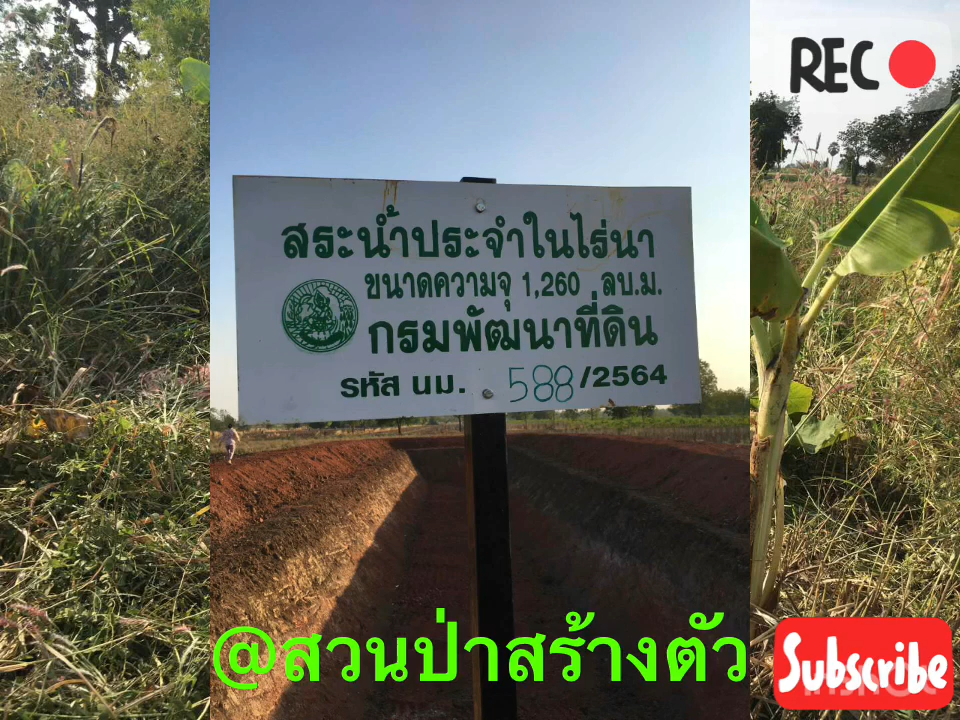 REC
สระน้ำประจำในไร่นา
ขนาดความจุ 1,260 ลบ.ม.
กรมพัฒนาที่ดิน
รหัส นม. 588/2564
@สวนป่าสร้างตัว
Subscribe